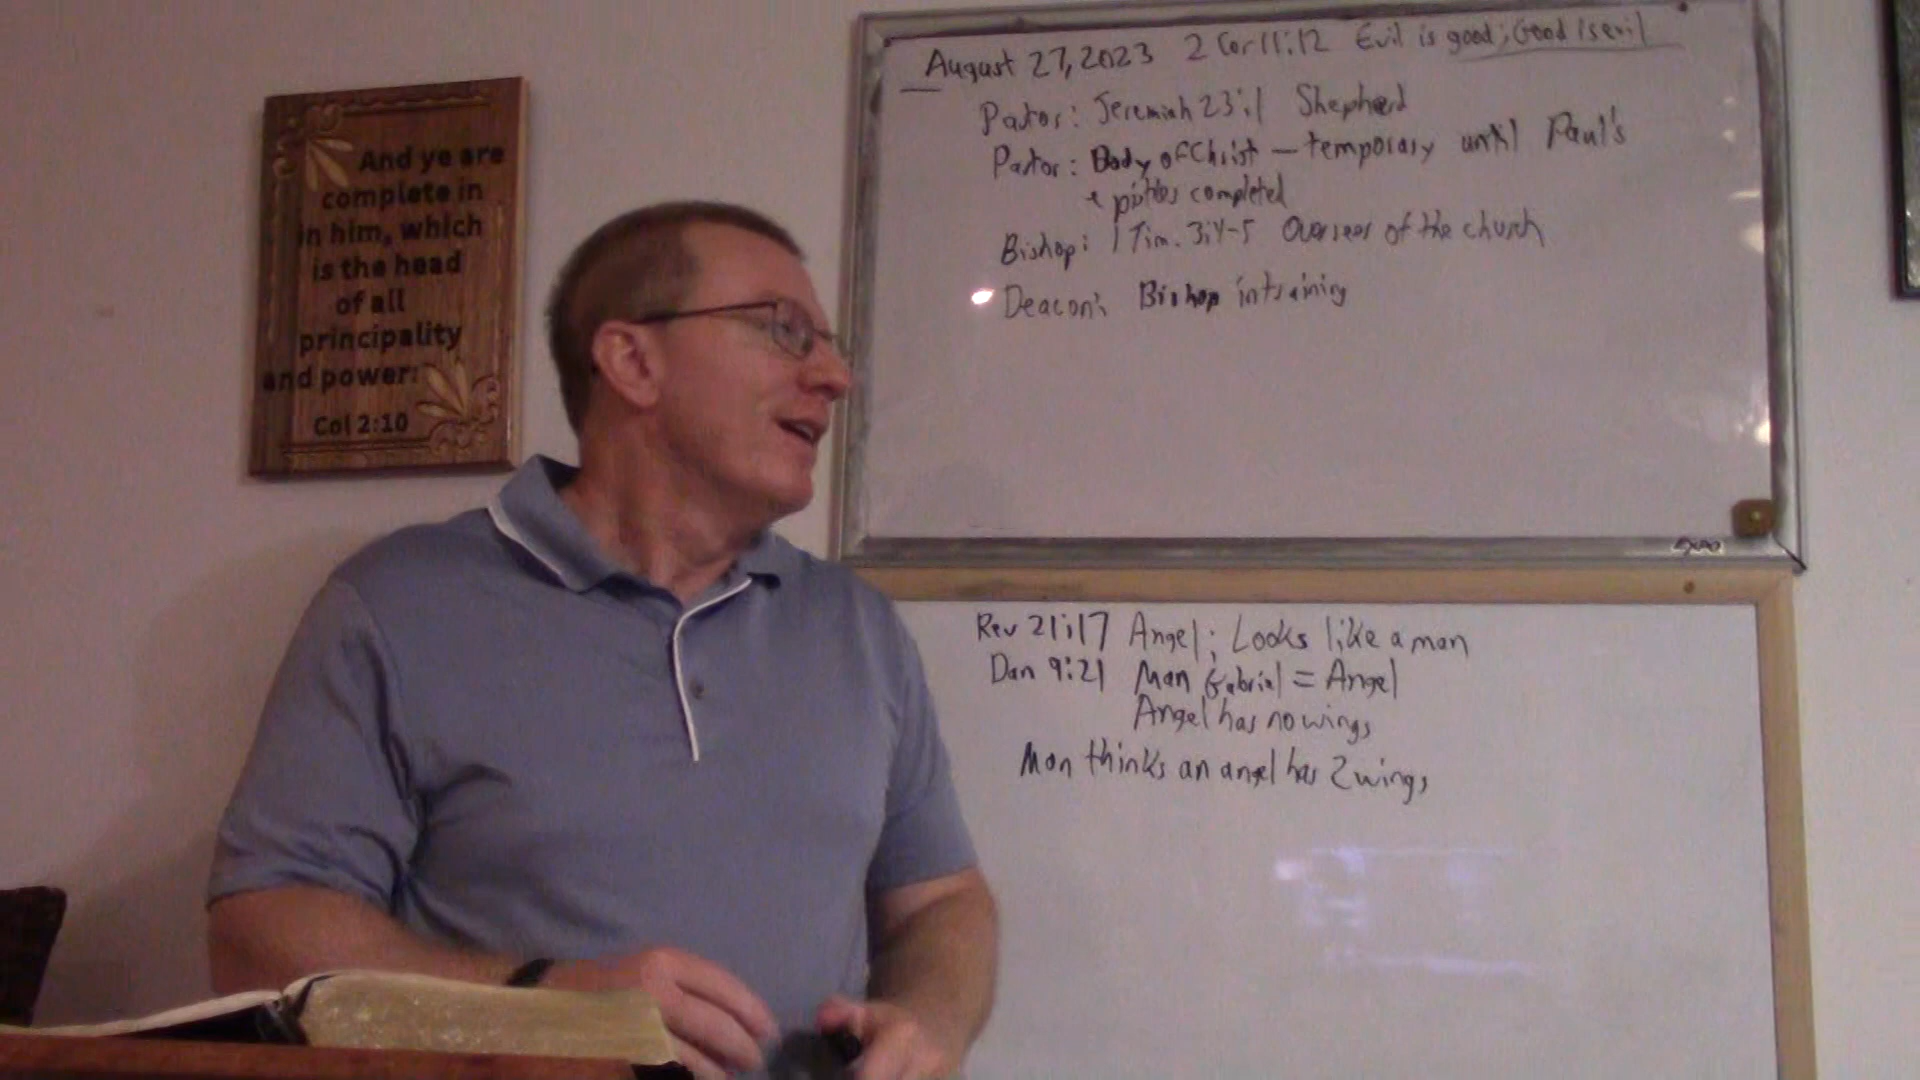 And ye are
complete in
in him, which
is the head
of all
principality
and power:
Col 2:10
August 27, 2023 2 Cor 11:12 Evil is good; Good is evil
Pastor: Jeremiah 23:1 Shepherd
Pastor: Body of Christ – temporary until Paul's
epistles completed
Bishop: 1 Tim. 3:4-5 Overseer of the church
Deacon: Bishop in training
Rev 21:17 Angel; Looks like a man
Dan 9:21 Man Gabriel = Angel
Angel has no wings
Man thinks an angel has 2 wings